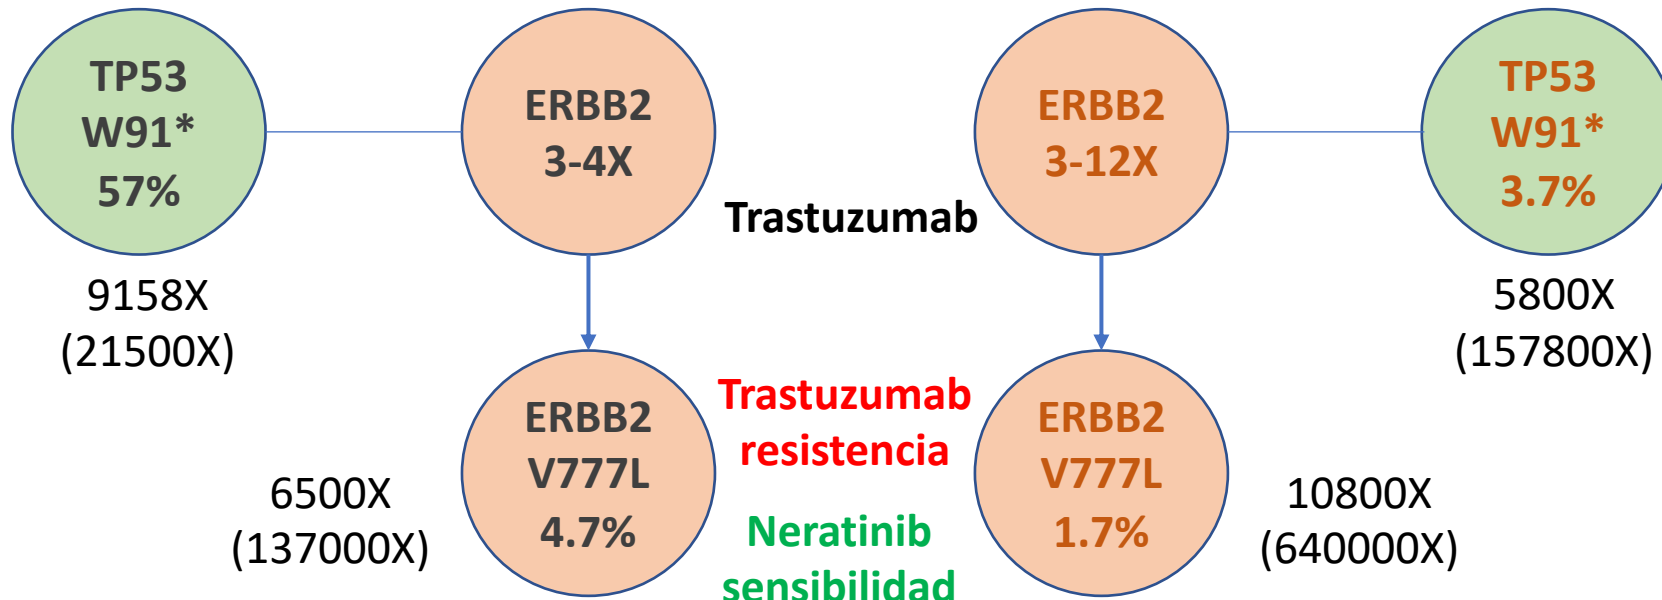 TP53
W91*
57%
9158X
(21500X)
ERBB2
3-4X
Trastuzumab
ERBB2
3-12X
TP53
W91*
3.7%
5800X
(157800X)
6500X
(137000X)
ERBB2
V777L
4.7%
Trastuzumab
resistencia
Neratinib
sensibilidad
ERBB2
V777L
1.7%
10800X
(640000X)